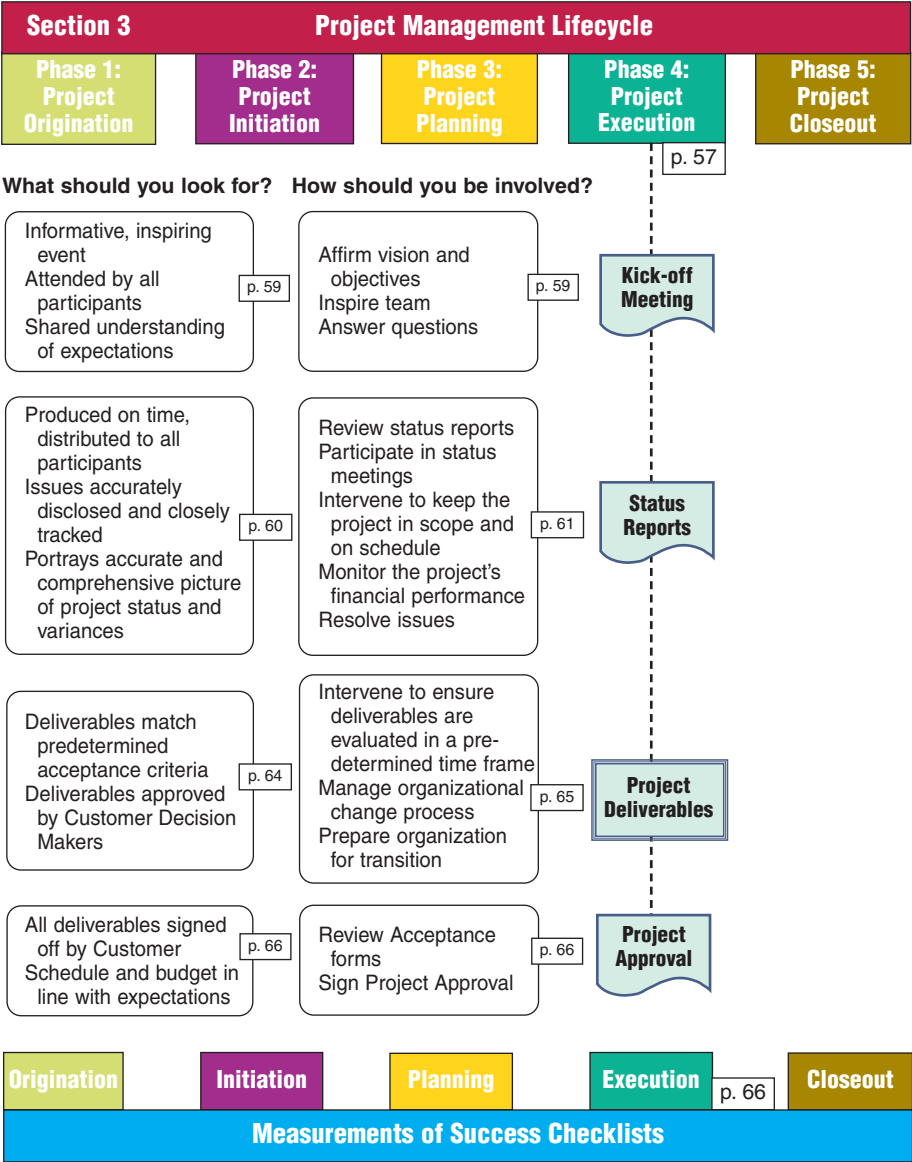 Section 3
Project Management Lifecycle
Phase 1:
Project
Origination
Phase 2:
Project
Initiation
Phase 3:
Project
Planning
Phase 4:
Project
Execution
Phase 5:
Project
Closeout
p. 57
What should you look for?
How should you be involved?
Informative, inspiring
event
Attended by all
participants
Shared understanding
of expectations
p. 59
Affirm vision and
objectives
Inspire team
Answer questions
p. 59
Kick-off
Meeting
Produced on time,
distributed to all
participants
Issues accurately
disclosed and closely
tracked
Portrays accurate and
comprehensive picture
of project status and
variances
p. 60
Review status reports
Participate in status
meetings
Intervene to keep the
project in scope and
on schedule
Monitor the project’s
financial performance
Resolve issues
p. 61
Status
Reports
Deliverables match
predetermined
acceptance criteria
Deliverables approved
by Customer Decision
Makers
p. 64
Intervene to ensure
deliverables are
evaluated in a pre-
determined time frame
Manage organizational
change process
Prepare organization
for transition
p. 65
Project
Deliverables
All deliverables signed
off by Customer
Schedule and budget in
line with expectations
p. 66
Review Acceptance
forms
Sign Project Approval
p. 66
Project
Approval
Origination
Initiation
Planning
Execution
p. 66
Closeout
Measurements of Success Checklists